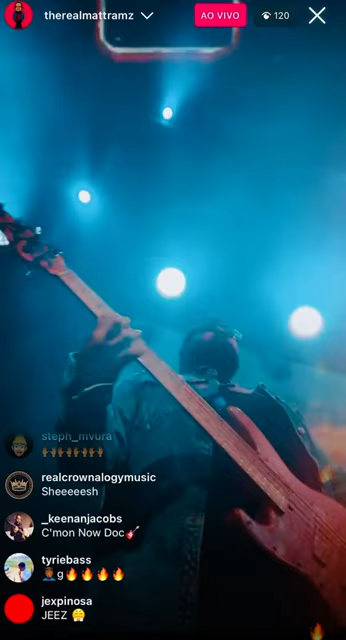 therealmattramz
AO VIVO
120
steph_mvura
🙌🏾🙌🏾🙌🏾🙌🏾🙌🏾🙌🏾
realcrownalogymusic
Sheeeeesh
_keenanjacobs
C'mon Now Doc🎸
tyriebass
🤦🏾‍♂️g🔥🔥🔥🔥
jexpinosa
JEEZ 😤